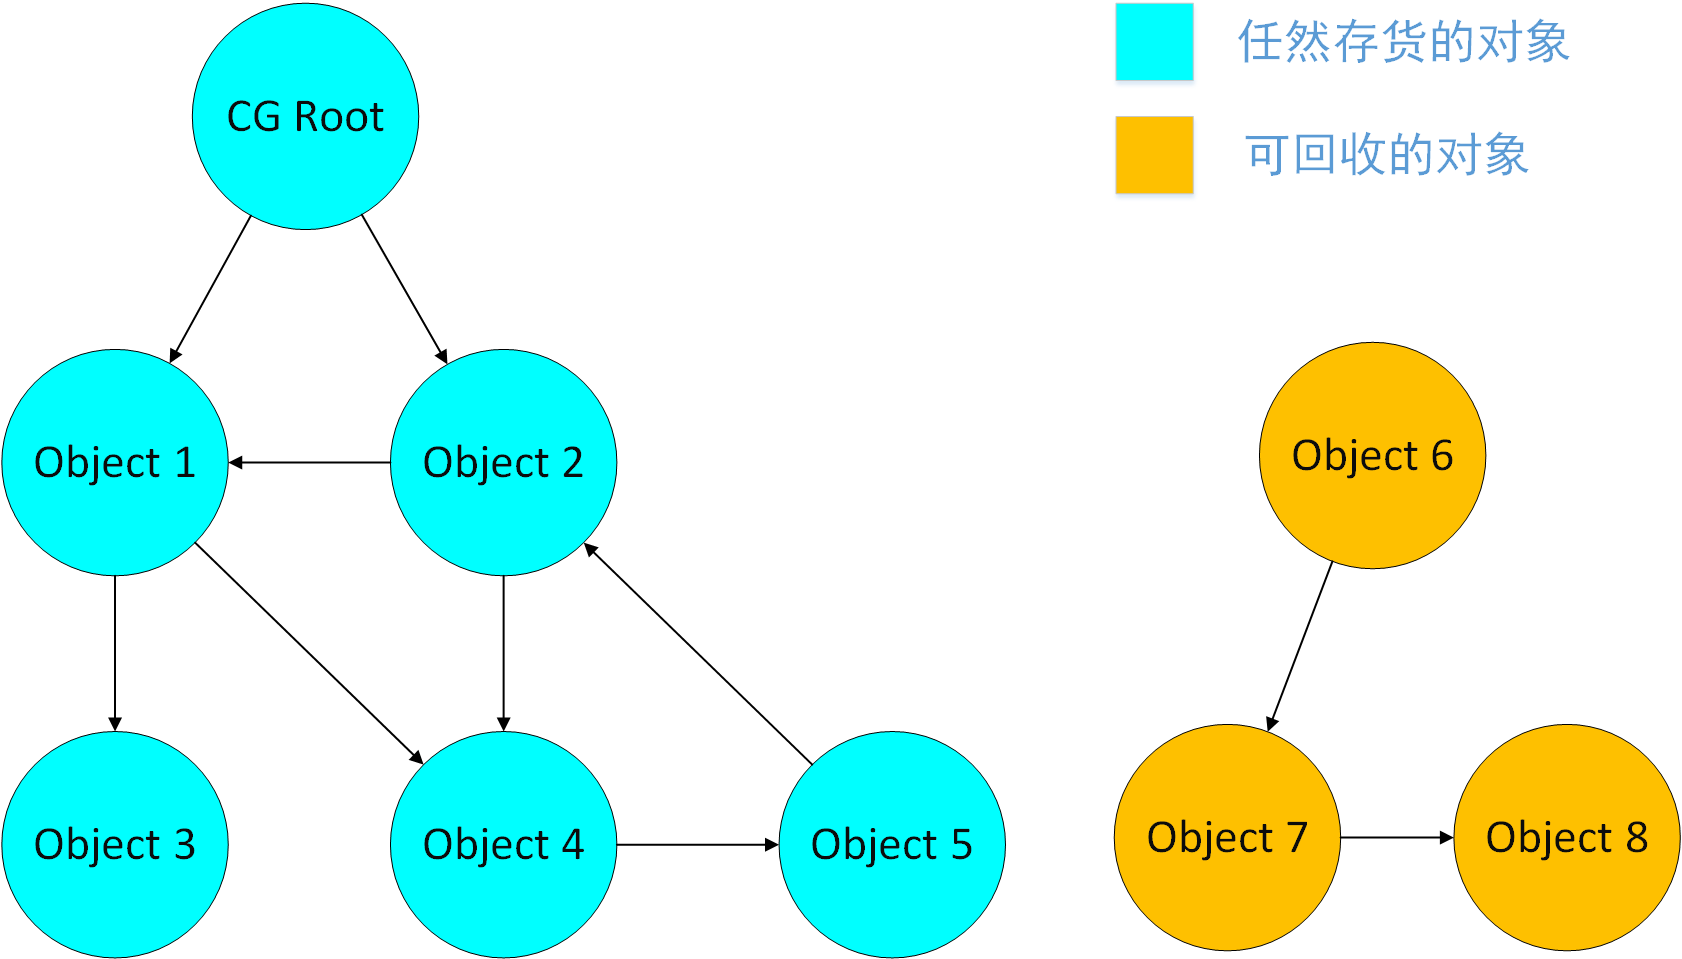 CG Root
任然存货的对象
可回收的对象
Object 1
Object 2
Object 6
Object 3
Object 4
Object 5
Object 7
Object 8